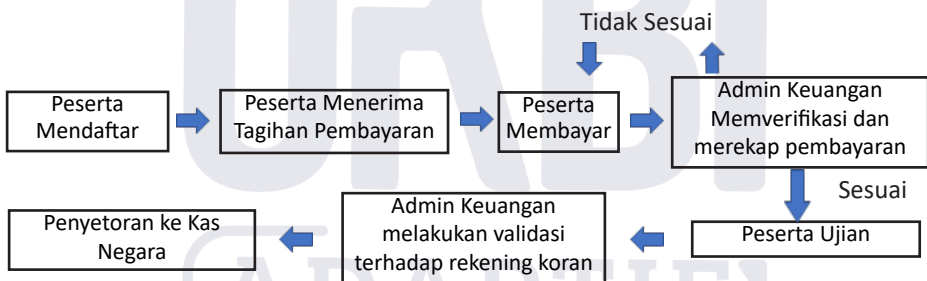 Tidak Sesuai
Peserta
Mendaftar
Peserta Menerima
Tagihan Pembayaran
Peserta
Membayar
Admin Keuangan
Memverifikasi dan
merekap pembayaran
Sesuai
Peserta Ujian
Admin Keuangan
melakukan validasi
terhadap rekening koran
Penyetoran ke Kas
Negara